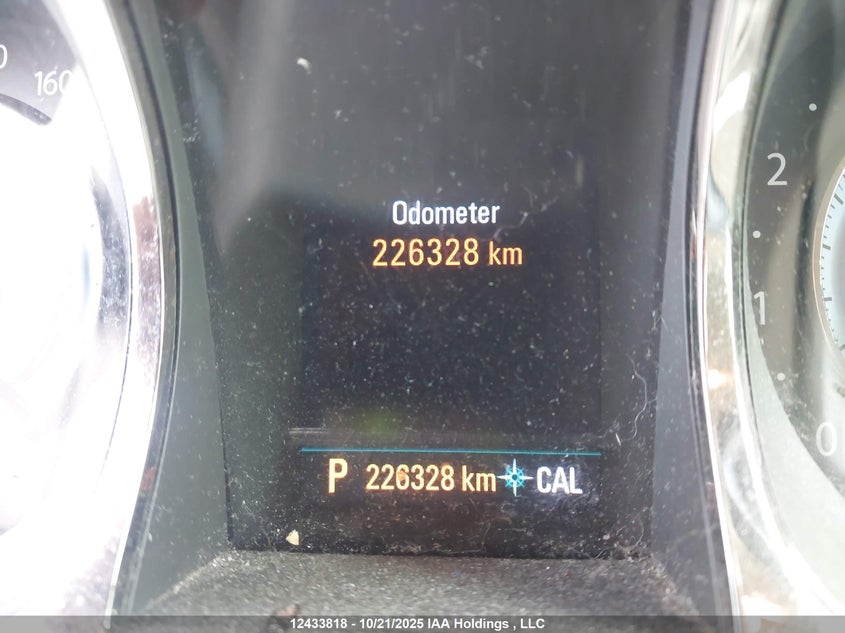 160
Odometer
226328 km
P 226328 km CAL
2
1
0
12433818 - 10/21/2025 IAA Holdings , LLC